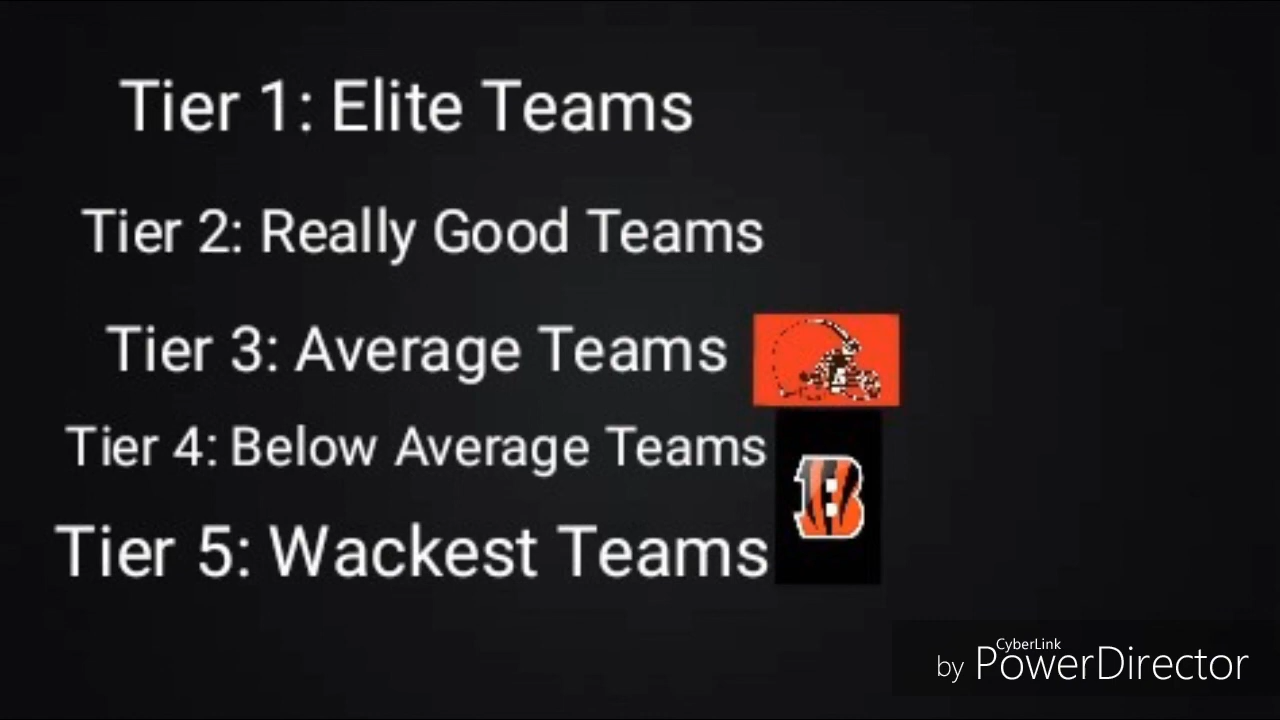 Tier 1: Elite Teams
Tier 2: Really Good Teams
Tier 3: Average Teams
Tier 4: Below Average Teams
B
Tier 5: Wackest Teams
CyberLink
by PowerDirector